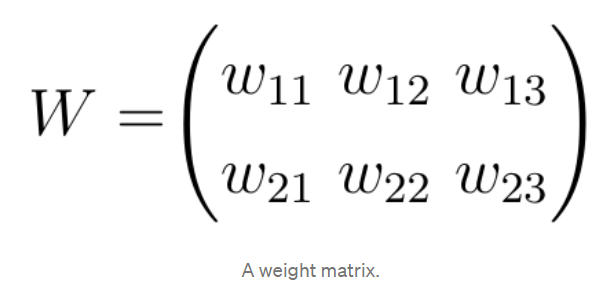 W = ( w11 w12 w13
w21 w22 w23 )
A weight matrix.